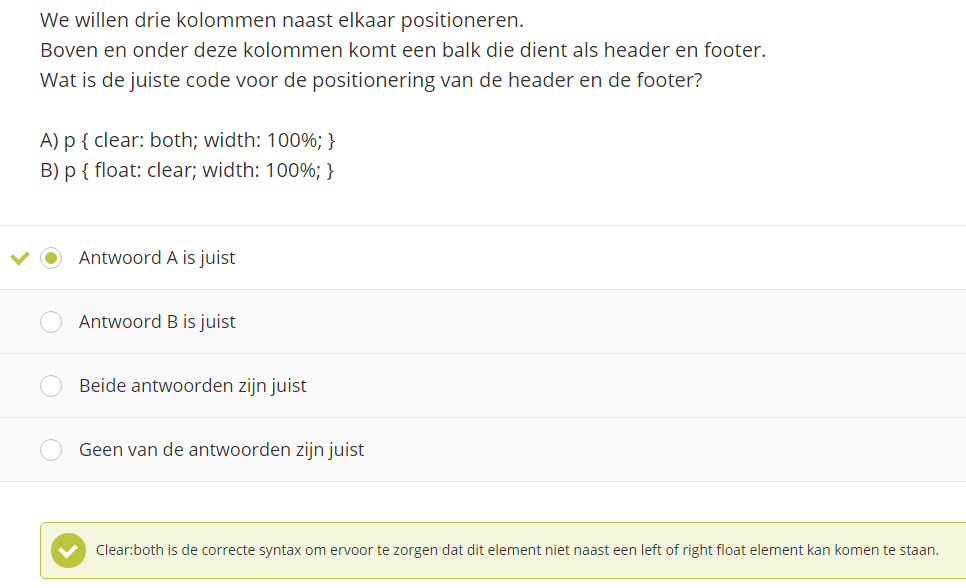 We willen drie kolommen naast elkaar positioneren.
Boven en onder deze kolommen komt een balk die dient als header en footer.
Wat is de juiste code voor de positionering van de header en de footer?
A) p { clear: both; width: 100%; }
B) p { float: clear; width: 100%; }
Antwoord A is juist
Antwoord B is juist
Beide antwoorden zijn juist
Geen van de antwoorden zijn juist
Clear:both is de correcte syntax om ervoor te zorgen dat dit element niet naast een left of right float element kan komen te staan.